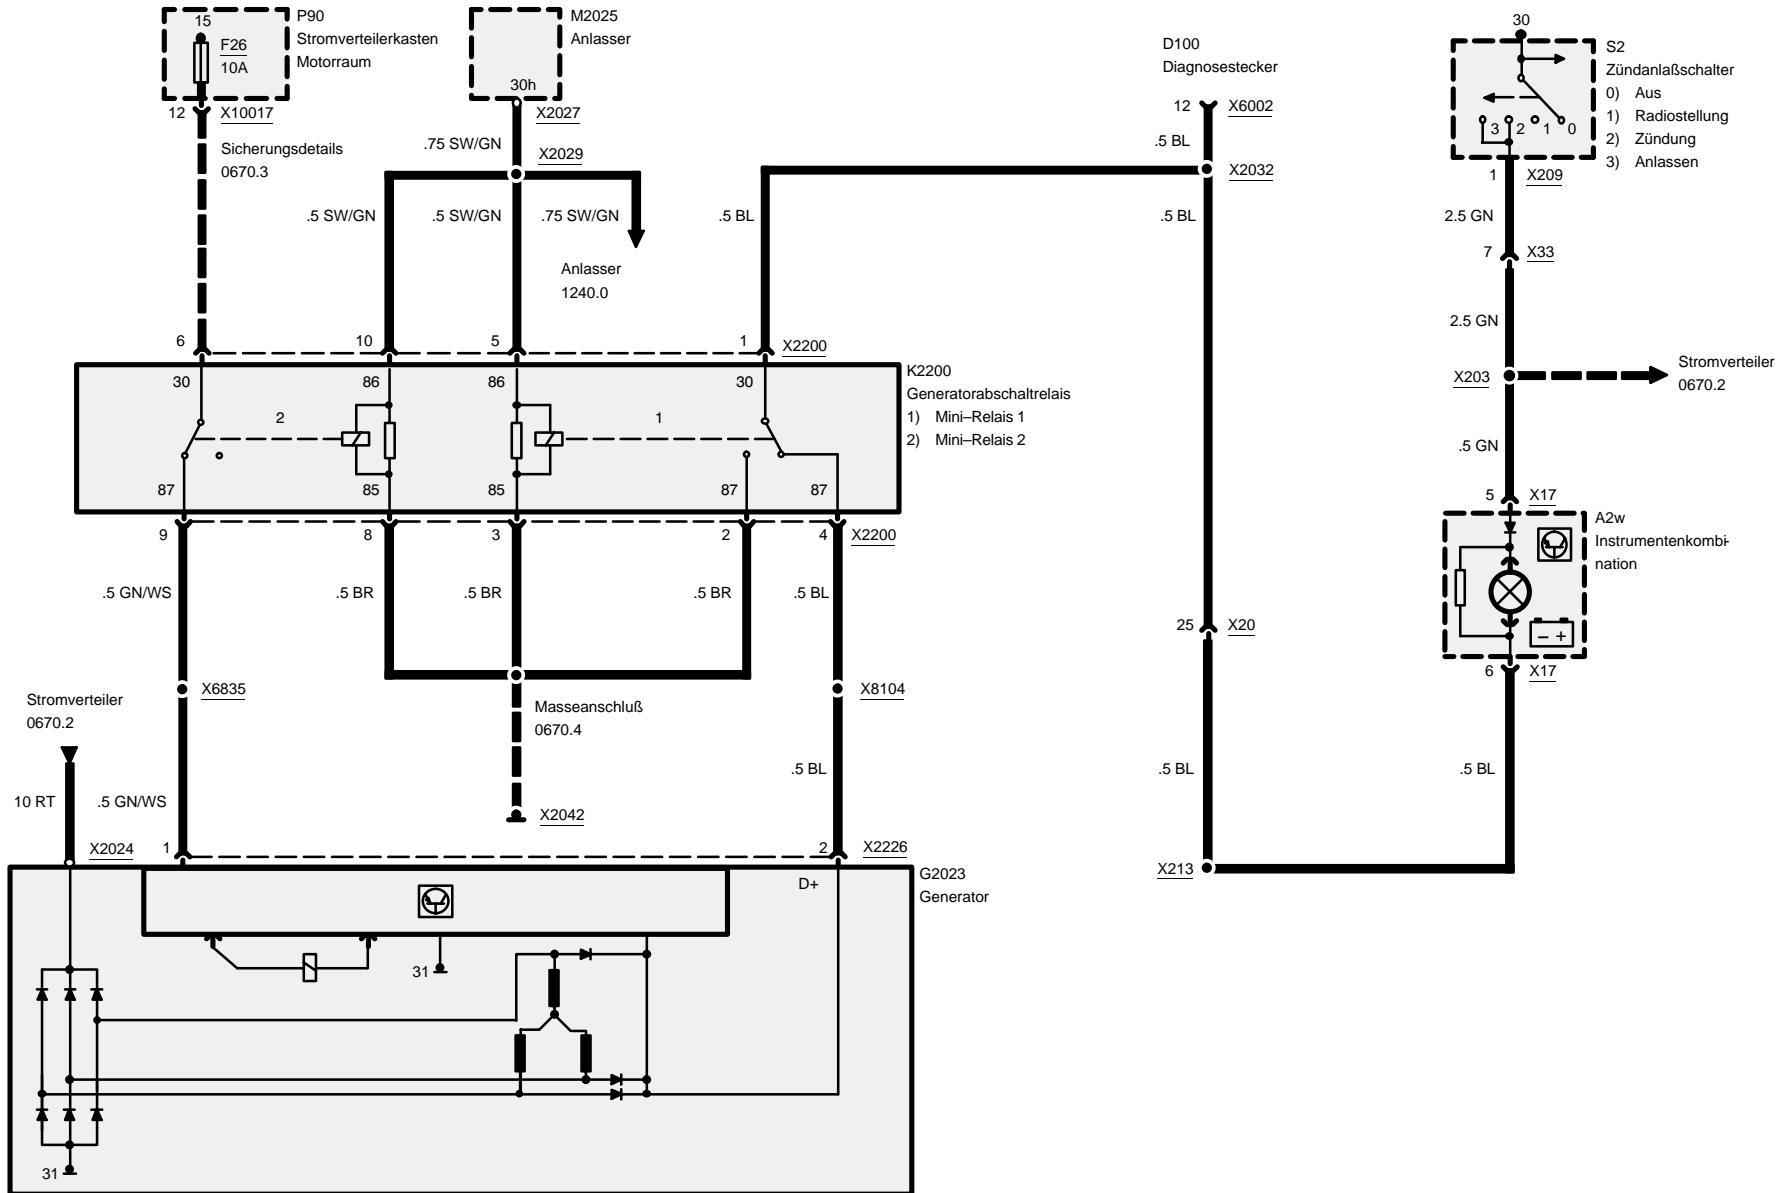 15
F26
10A
P90
Stromverteilerkasten
Motorraum
12
X10017
Sicherungsdetails
0670.3
M2025
Anlasser
30h
X2027
.75 SW/GN
X2029
.5 SW/GN
.5 SW/GN
.75 SW/GN
Anlasser
1240.0
.5 BL
D100
Diagnosestecker
12
X6002
.5 BL
X2032
.5 BL
30
S2
Zündanlaßschalter
0) Aus
1) Radiostellung
2) Zündung
3) Anlassen
3
2
1
0
1
X209
2.5 GN
7
X33
2.5 GN
X203
Stromverteiler
0670.2
.5 GN
6
10
5
1
X2200
30
86
86
30
2
1
87
85
85
87
87
K2200
Generatorabschaltrelais
1) Mini–Relais 1
2) Mini–Relais 2
9
8
3
2
4
X2200
.5 GN/WS
.5 BR
.5 BR
.5 BR
.5 BL
5
X17
A2w
Instrumentenkombi-
nation
– +
6
X17
25
X20
X6835
X8104
Stromverteiler
0670.2
Masseanschluß
0670.4
.5 BL
.5 BL
.5 BL
10 RT
.5 GN/WS
X2042
X2024
1
2
X2226
X213
D+
G2023
Generator
31
31